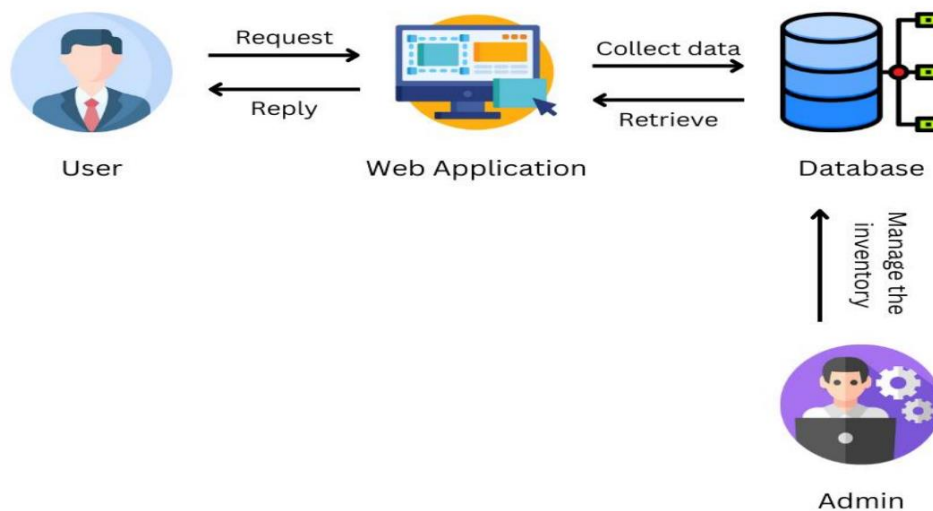 Request
Reply
Collect data
Retrieve
User
Web Application
Database
Manage the
inventory
Admin